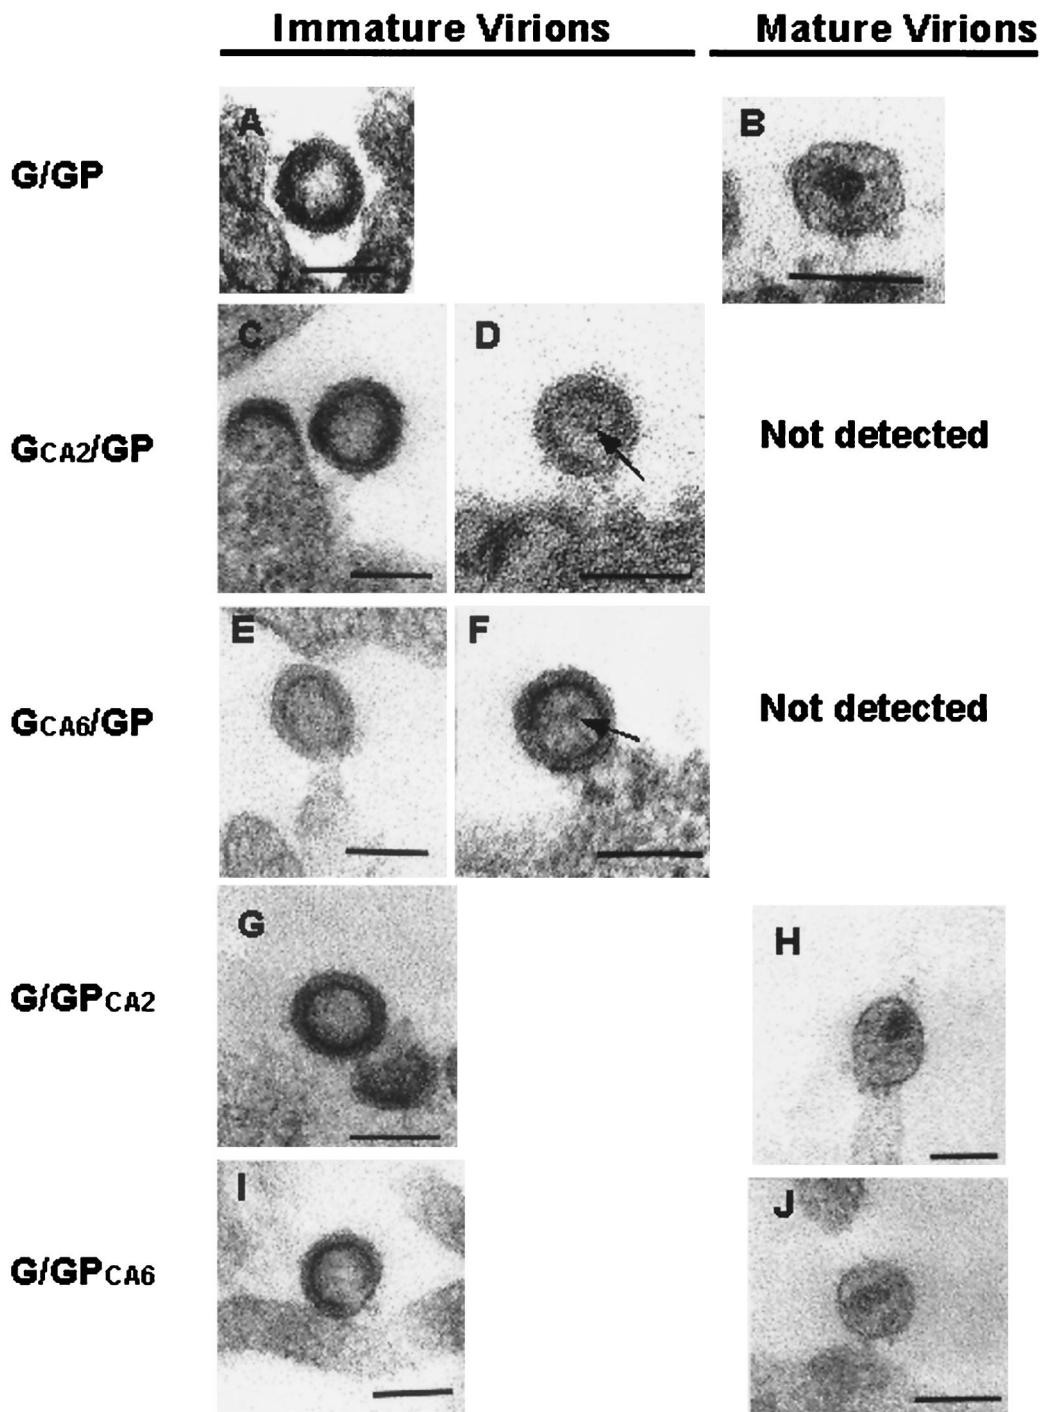 Immature Virions Mature Virions
G/GP A B
GCA2/GP C D Not detected
GCA6/GP E F Not detected
G/GPCA2 G H
G/GPCA6 I J